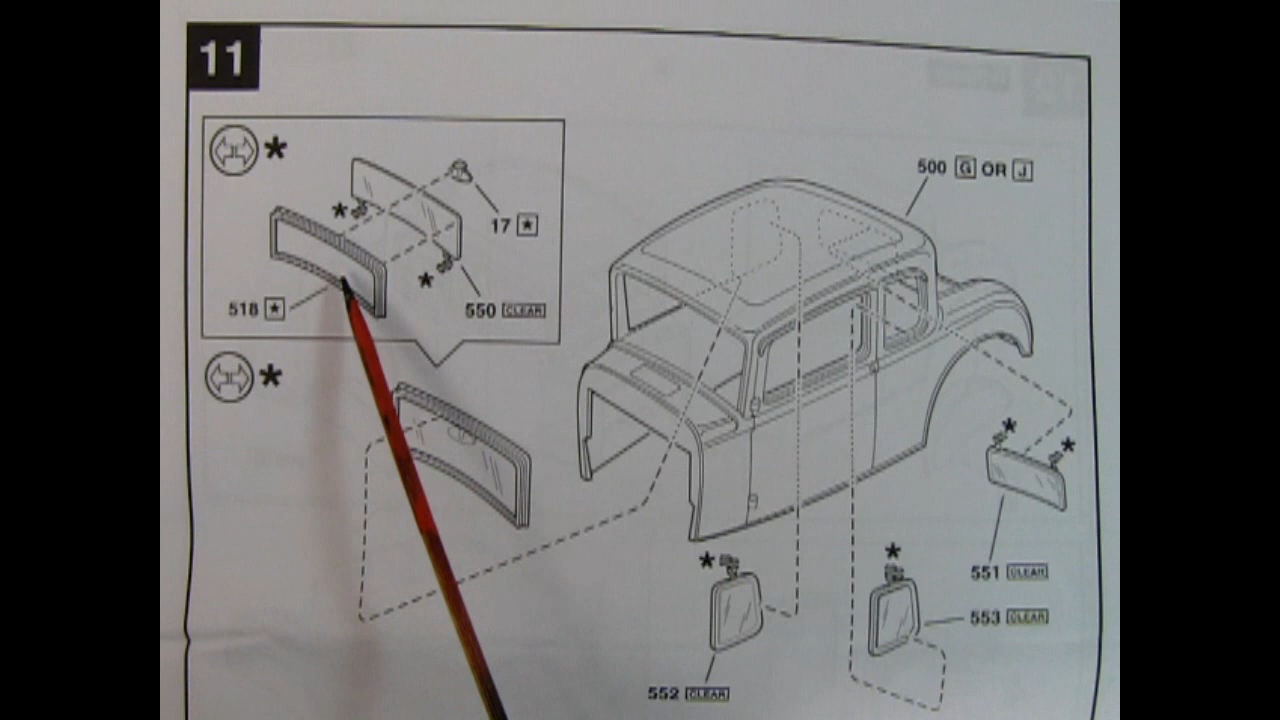 11
*
500 G OR J
*
17 ★
*
518 ★
550 CLEAR
*
*
*
551 CLEAR
*
*
553 CLEAR
552 CLEAR